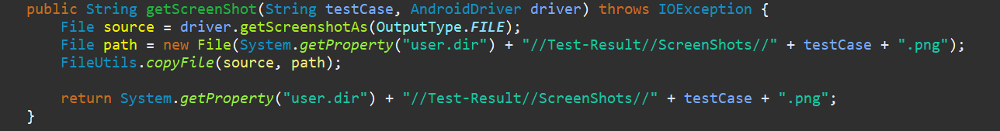 public String getScreenShot(String testCase, AndroidDriver driver) throws IOException {
File source = driver.getScreenshotAs(OutputType.FILE);
File path = new File(System.getProperty("user.dir") + "//Test-Result//ScreenShots//" + testCase + ".png");
FileUtils.copyFile(source, path);
return System.getProperty("user.dir") + "//Test-Result//ScreenShots//" + testCase + ".png";
}